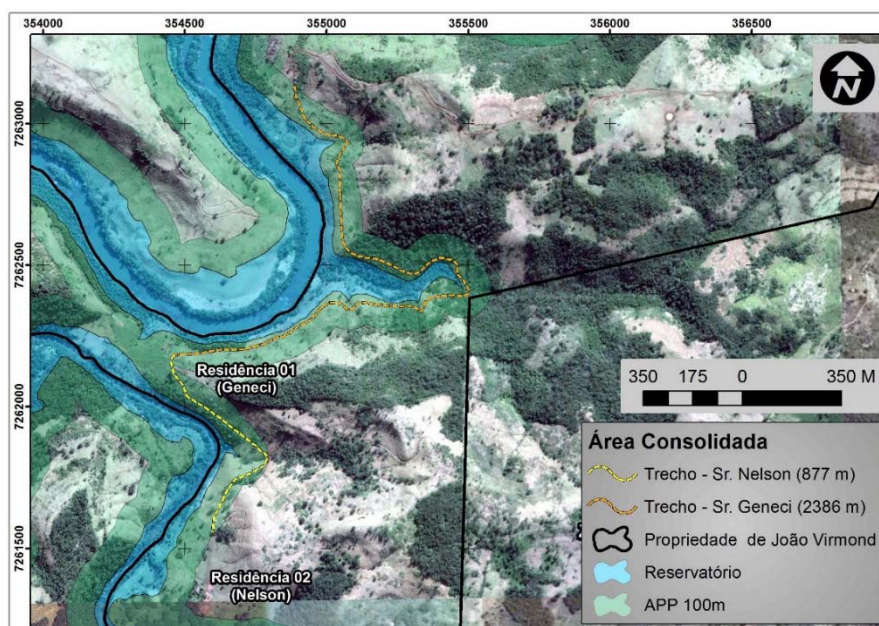 354000 354500 355000 355500 356000 356500
7263000
7262500
7262000
7261500
N
Residência 01
(Geneci)
Residência 02
(Nelson)
350 175 0 350 M
Área Consolidada
Trecho - Sr. Nelson (877 m)
Trecho - Sr. Geneci (2386 m)
Propriedade de João Virmond
Reservatório
APP 100m